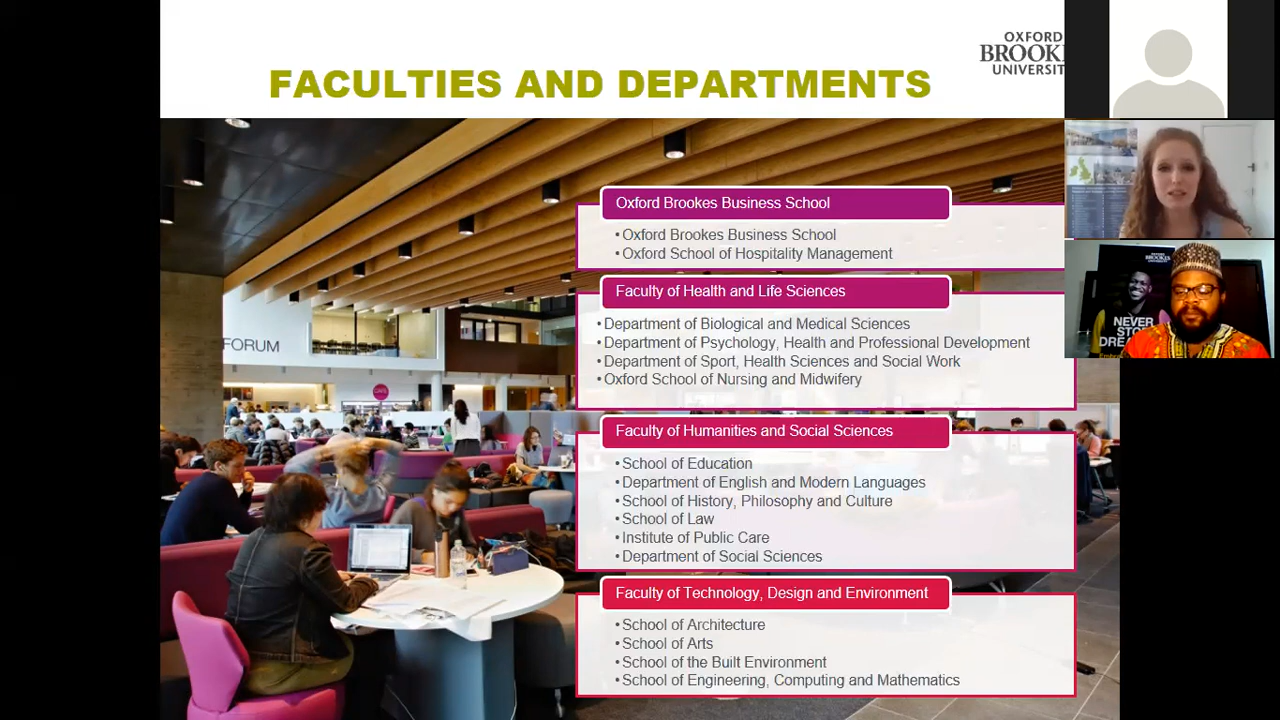 FACULTIES AND DEPARTMENTS
OXFORD
BROOKE
UNIVERSIT
Oxford Brookes Business School
•Oxford Brookes Business School
•Oxford School of Hospitality Management
Faculty of Health and Life Sciences
•Department of Biological and Medical Sciences
•Department of Psychology, Health and Professional Development
•Department of Sport, Health Sciences and Social Work
•Oxford School of Nursing and Midwifery
Faculty of Humanities and Social Sciences
•School of Education
•Department of English and Modern Languages
•School of History, Philosophy and Culture
•School of Law
•Institute of Public Care
•Department of Social Sciences
Faculty of Technology, Design and Environment
•School of Architecture
•School of Arts
•School of the Built Environment
•School of Engineering, Computing and Mathematics
FORUM
OXFORD
BROOKES
NEVER
STO
DREA